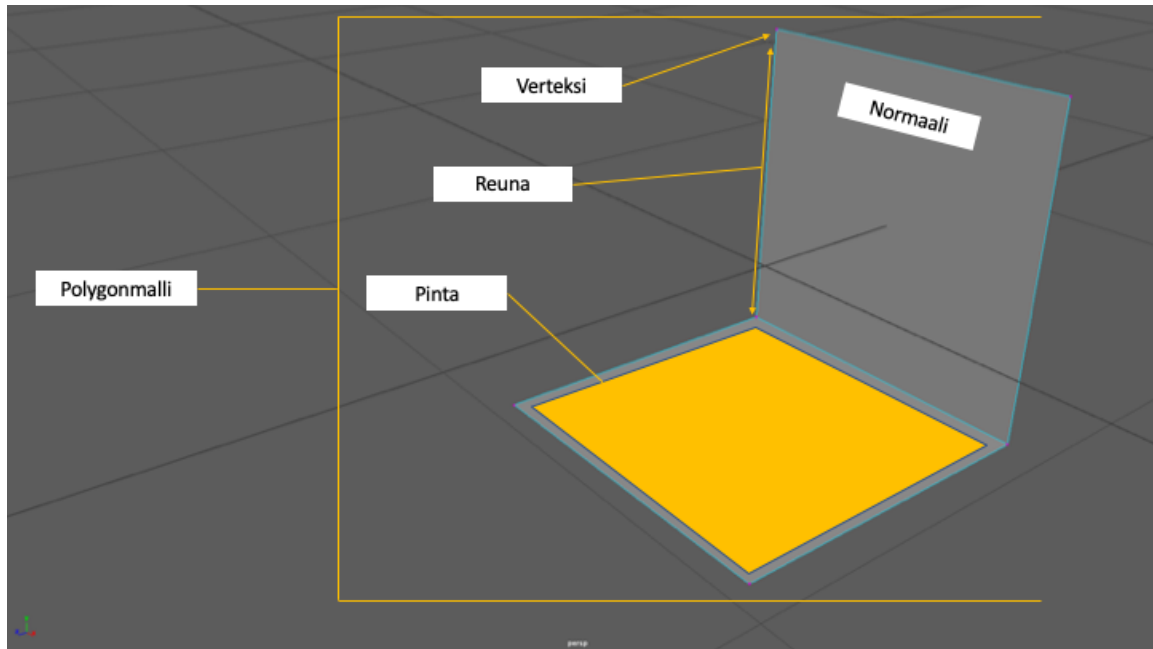 Verteksi
Normaali
Reuna
Polygonmalli
Pinta
persp